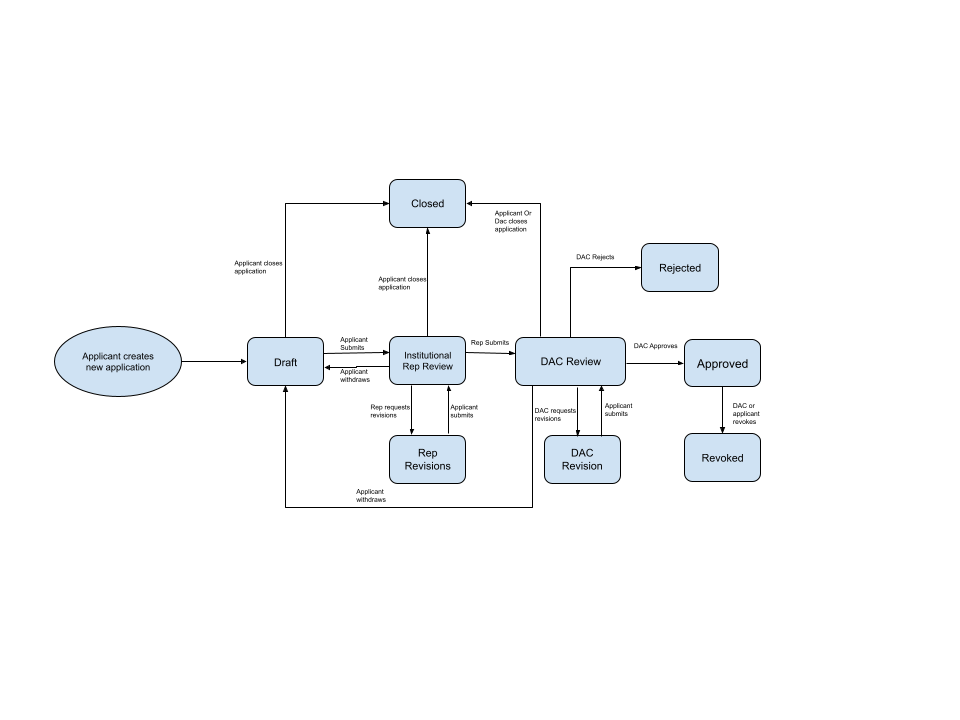 Closed
Applicant Or
Dac closes
application
DAC Rejects
Rejected
Applicant closes
application
Applicant closes
application
Applicant creates
new application
Draft
Applicant
Submits
Applicant
withdraws
Institutional
Rep Review
Rep Submits
DAC Review
DAC Approves
Approved
Rep requests
revisions
Applicant
submits
DAC requests
revisions
Applicant
submits
DAC or
applicant
revokes
Rep
Revisions
DAC
Revision
Revoked
Applicant
withdraws